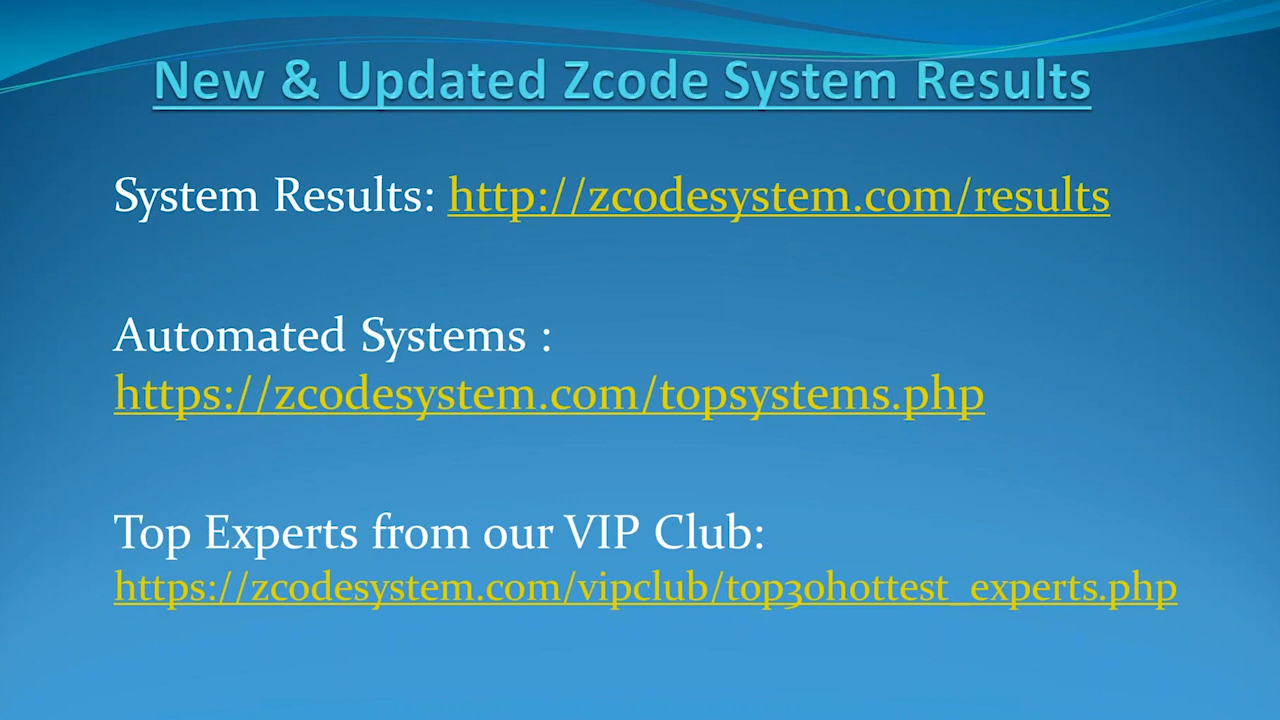 New & Updated Zcode System Results
System Results: http://zcodesystem.com/results
Automated Systems :
https://zcodesystem.com/topsystems.php
Top Experts from our VIP Club:
https://zcodesystem.com/vipclub/top30hottest_experts.php